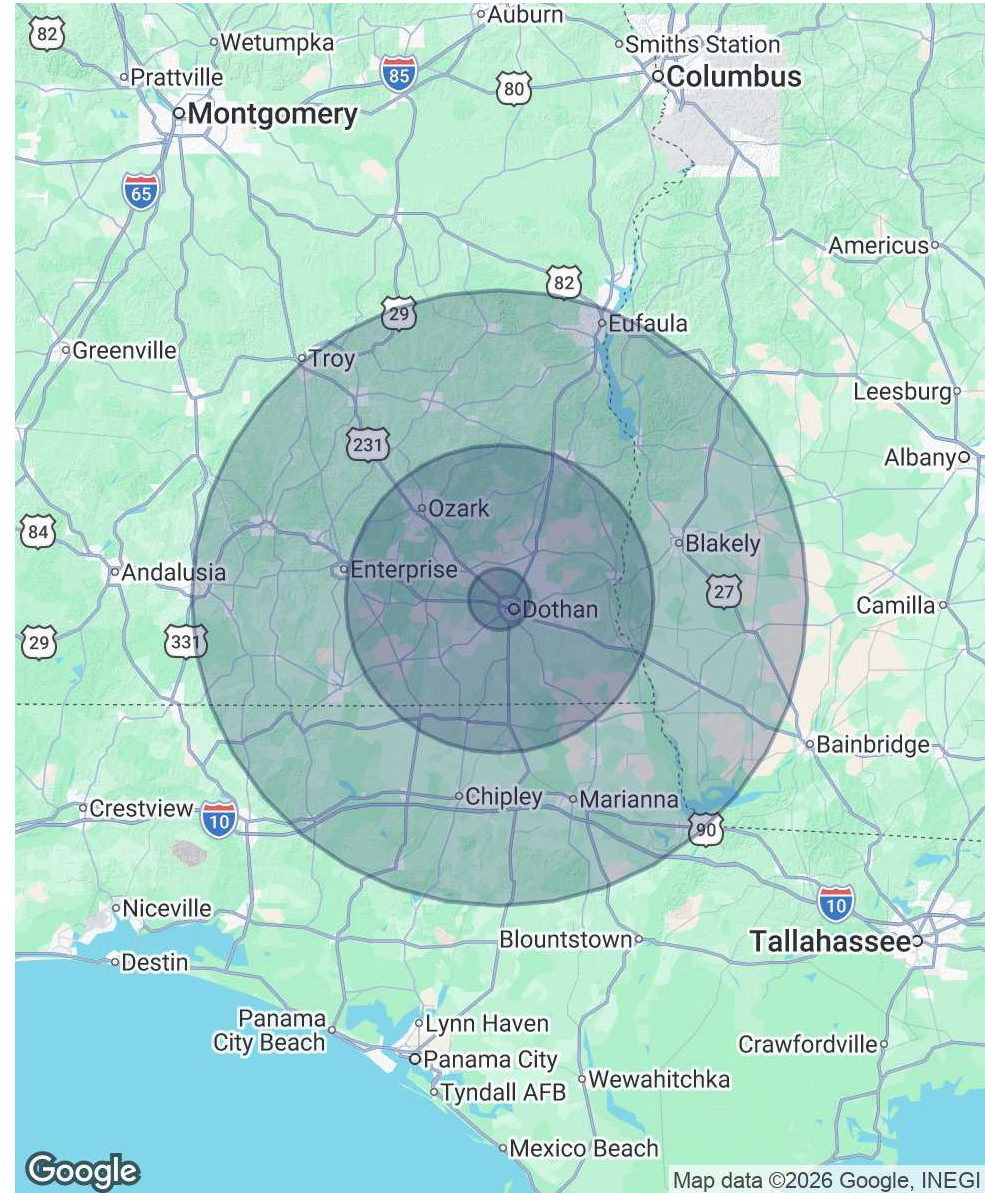 Auburn
82
Wetumpka
Smiths Station
85
Prattville
Columbus
80
Montgomery
65
Americus
82
29
Eufaula
Greenville
Troy
Leesburg
231
Albany
Ozark
84
Blakely
Enterprise
Andalusia
27
Camilla
Dothan
29
331
Bainbridge
Chipley
Marianna
Crestview
10
90
10
Niceville
Blountstown
Tallahassee
Destin
Panama
City Beach
Lynn Haven
Crawfordville
Panama City
Wewahitchka
Tyndall AFB
Mexico Beach
Google
Map data ©2026 Google, INEGI